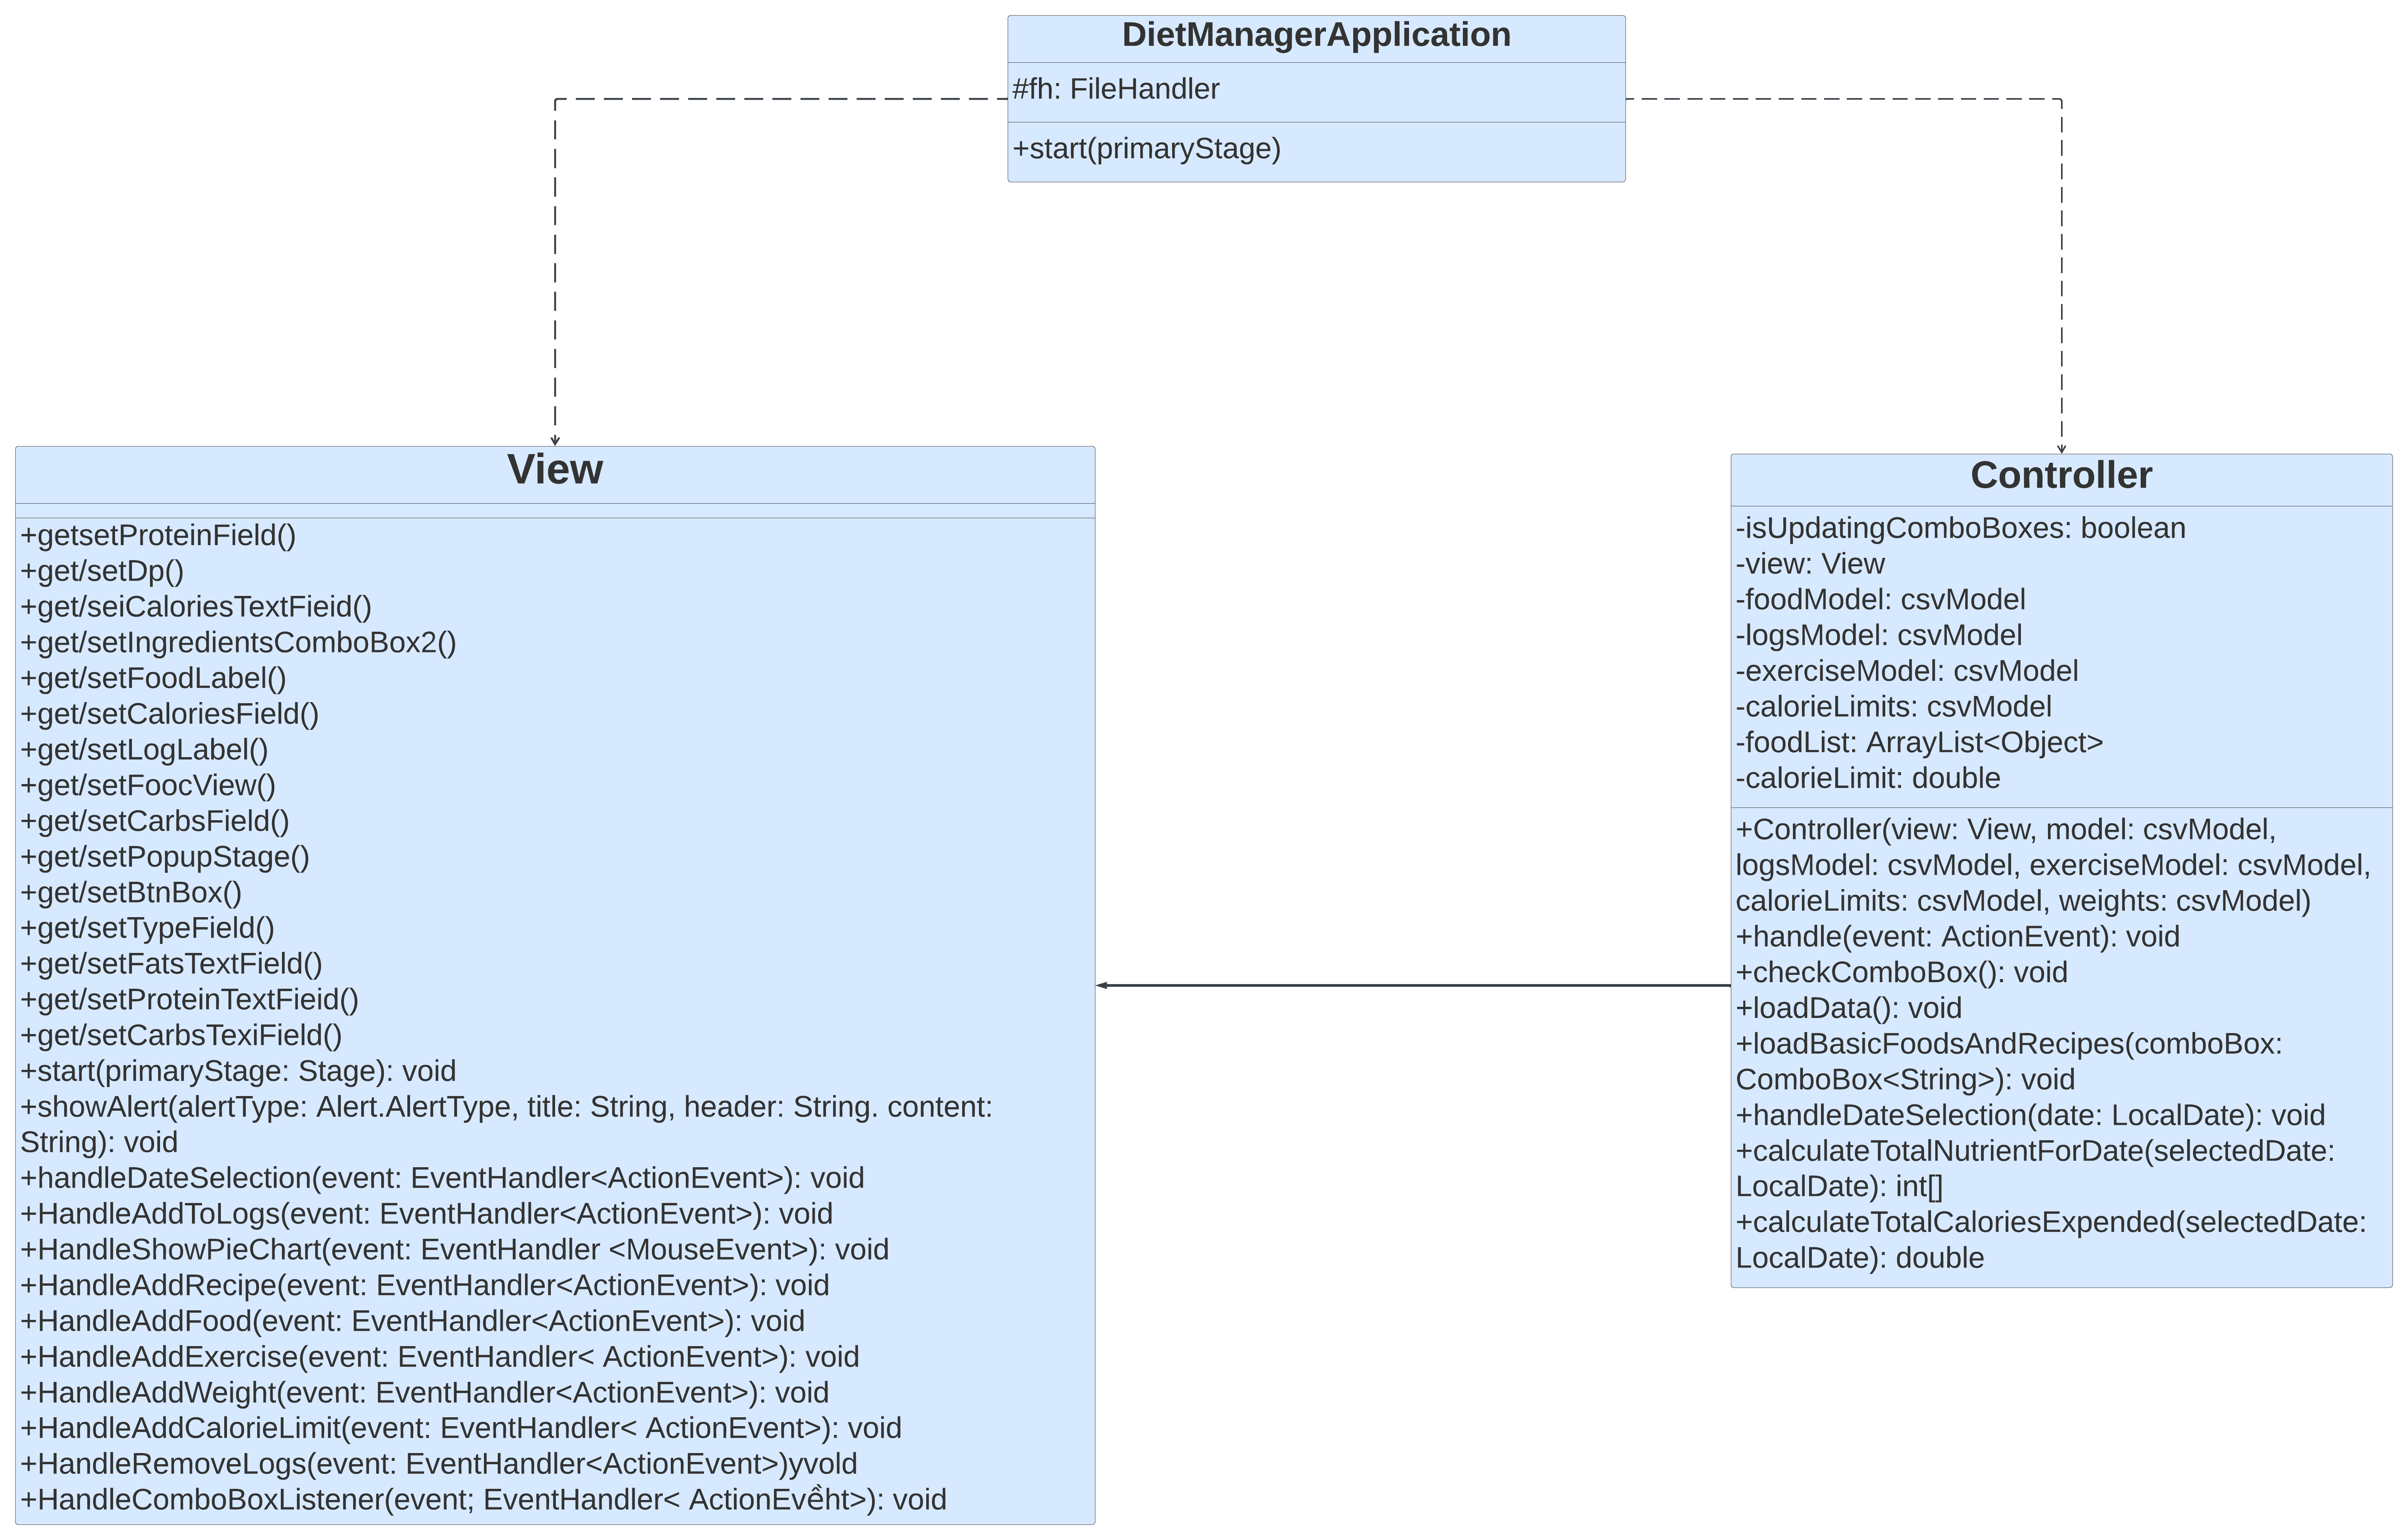 DietManagerApplication
#fh: FileHandler
+start(primaryStage)
View
+getsetProteinField()
+get/setDp()
+get/seiCaloriesTextFieid()
+get/setIngredientsComboBox2()
+get/setFoodLabel()
+get/setCaloriesField()
+get/setLogLabel()
+get/setFoocView()
+get/setCarbsField()
+get/setPopupStage()
+get/setBtnBox()
+get/setTypeField()
+get/setFatsTextField()
+get/setProteinTextFieid()
+get/setCarbsTexiField()
+start(primaryStage: Stage): void
+showAlert(alertType: Alert.AlertType, title: String, header: String. content:
String): void
+handleDateSelection(event: EventHandler<ActionEvent>): void
+HandleAddToLogs(event: EventHandler<ActionEvent>): void
+HandleShowPieChart(event: EventHandler <MouseEvent>): void
+HandleAddRecipe(event: EventHandler<ActionEvent>): void
+HandleAddFood(event: EventHandler<ActionEvent>): void
+HandleAddExercise(event: EventHandler< ActionEvent>): void
+HandleAddWeight(event: EventHandler<ActionEvent>): void
+HandleAddCalorieLimit(event: EventHandler< ActionEvent>): void
+HandleRemoveLogs(event: EventHandler<ActionEvent>)yvold
+HandleComboBoxListener(event; EventHandler< ActionEvềht>): void
Controller
-isUpdatingComboBoxes: boolean
-view: View
-foodModel: csvModel
-logsModel: csvModel
-exerciseModel: csvModel
-calorieLimits: csvModel
-foodList: ArrayList<Object>
-calorieLimit: double
+Controller(view: View, model: csvModel,
logsModel: csvModel, exerciseModel: csvModel,
calorieLimits: csvModel, weights: csvModel)
+handle(event: ActionEvent): void
+checkComboBox(): void
+loadData(): void
+loadBasicFoodsAndRecipes(comboBox:
ComboBox<String>): void
+handleDateSelection(date: LocalDate): void
+calculateTotalNutrientForDate(selectedDate:
LocalDate): int[]
+calculateTotalCaloriesExpended(selectedDate:
LocalDate): double